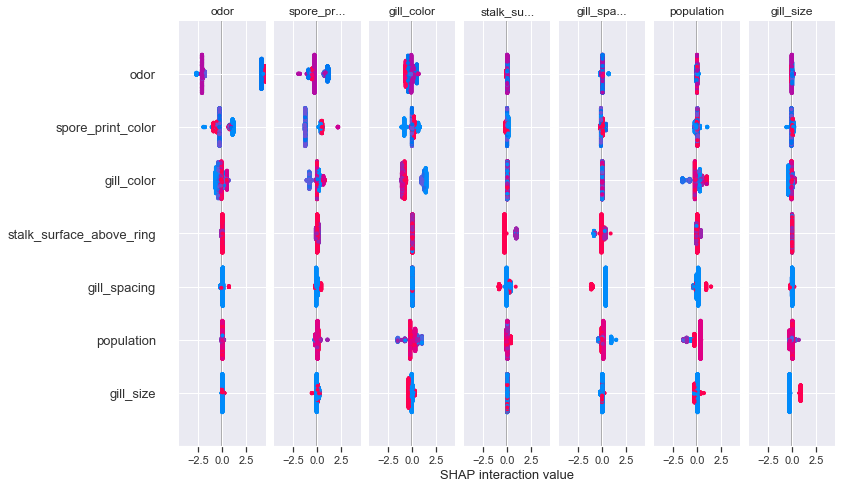 odor spore_pr... gill_color stalk_su... gill_spa... population gill_size
odor
spore_print_color
gill_color
stalk_surface_above_ring
gill_spacing
population
gill_size
−2.5 0.0 2.5 −2.5 0.0 2.5 −2.5 0.0 2.5 −2.5 0.0 2.5 −2.5 0.0 2.5 −2.5 0.0 2.5 −2.5 0.0 2.5
SHAP interaction value